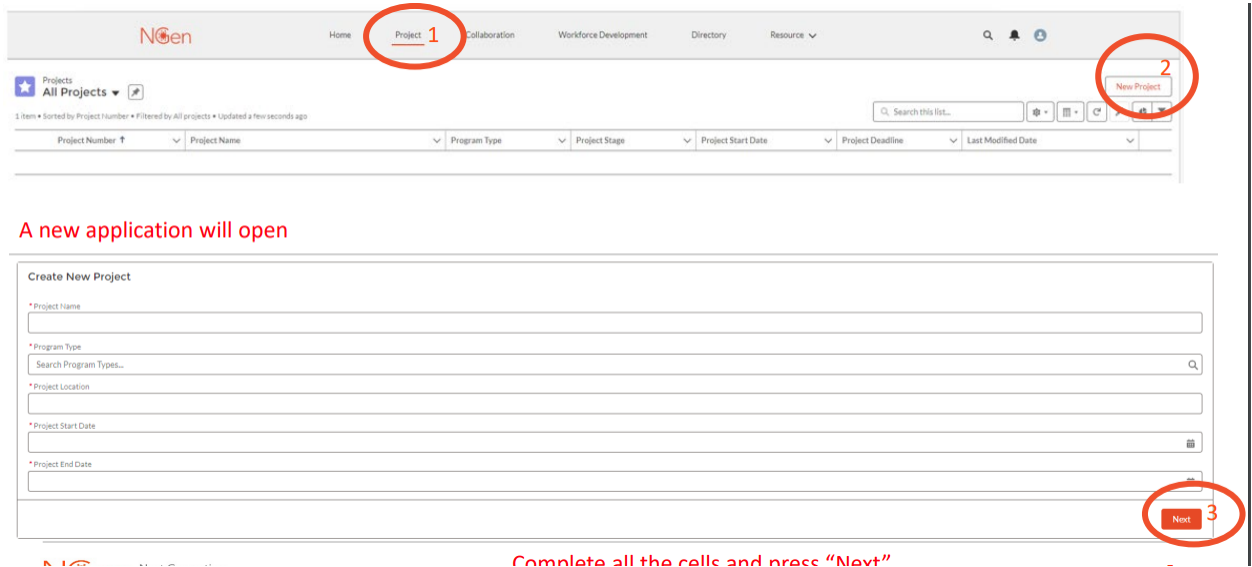 NGen Home Project 1 Collaboration Workforce Development Directory Resource
2
Projects
All Projects
New Project
1 item • Sorted by Project Number • Filtered by All projects • Updated a few seconds ago
Search this list...
Project Number ↑ Project Name Program Type Project Stage Project Start Date Project Deadline Last Modified Date
A new application will open
Create New Project
* Project Name
* Program Type
Search Program Types...
* Project Location
* Project Start Date
* Project End Date
Next 3
Complete all the cells and press “Next”